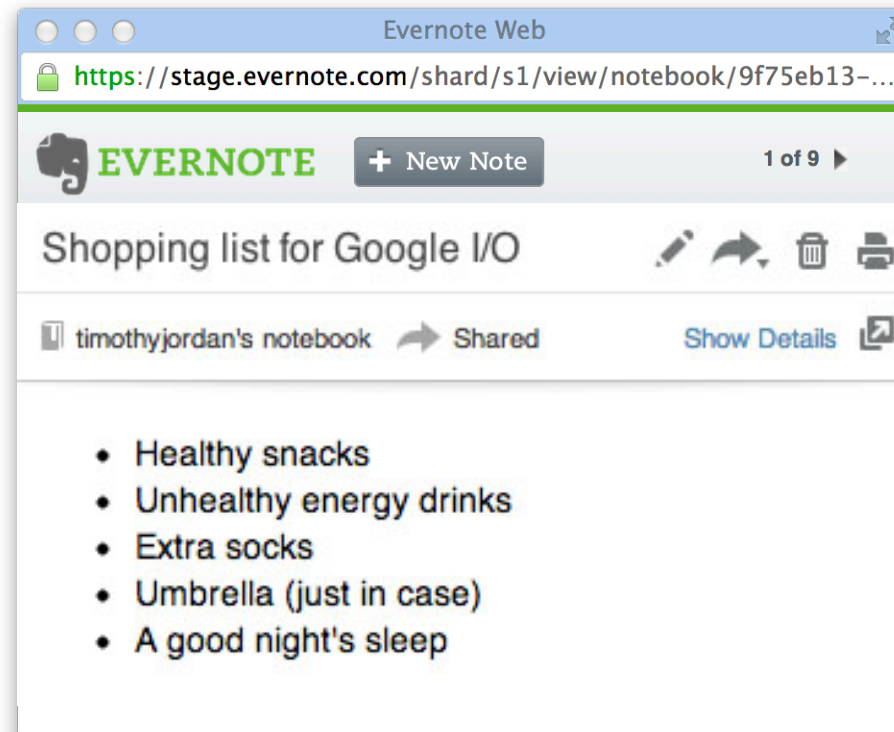 Evernote Web
https://stage.evernote.com/shard/s1/view/notebook/9f75eb13-...
EVERNOTE + New Note 1 of 9
Shopping list for Google I/O
timothyjordan's notebook Shared Show Details
• Healthy snacks
• Unhealthy energy drinks
• Extra socks
• Umbrella (just in case)
• A good night's sleep